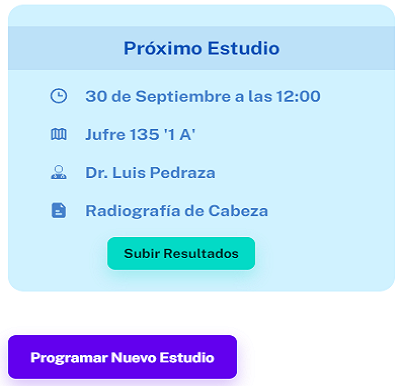 Próximo Estudio
30 de Septiembre a las 12:00
Jufre 135 '1 A'
Dr. Luis Pedraza
Radiografía de Cabeza
Subir Resultados
Programar Nuevo Estudio